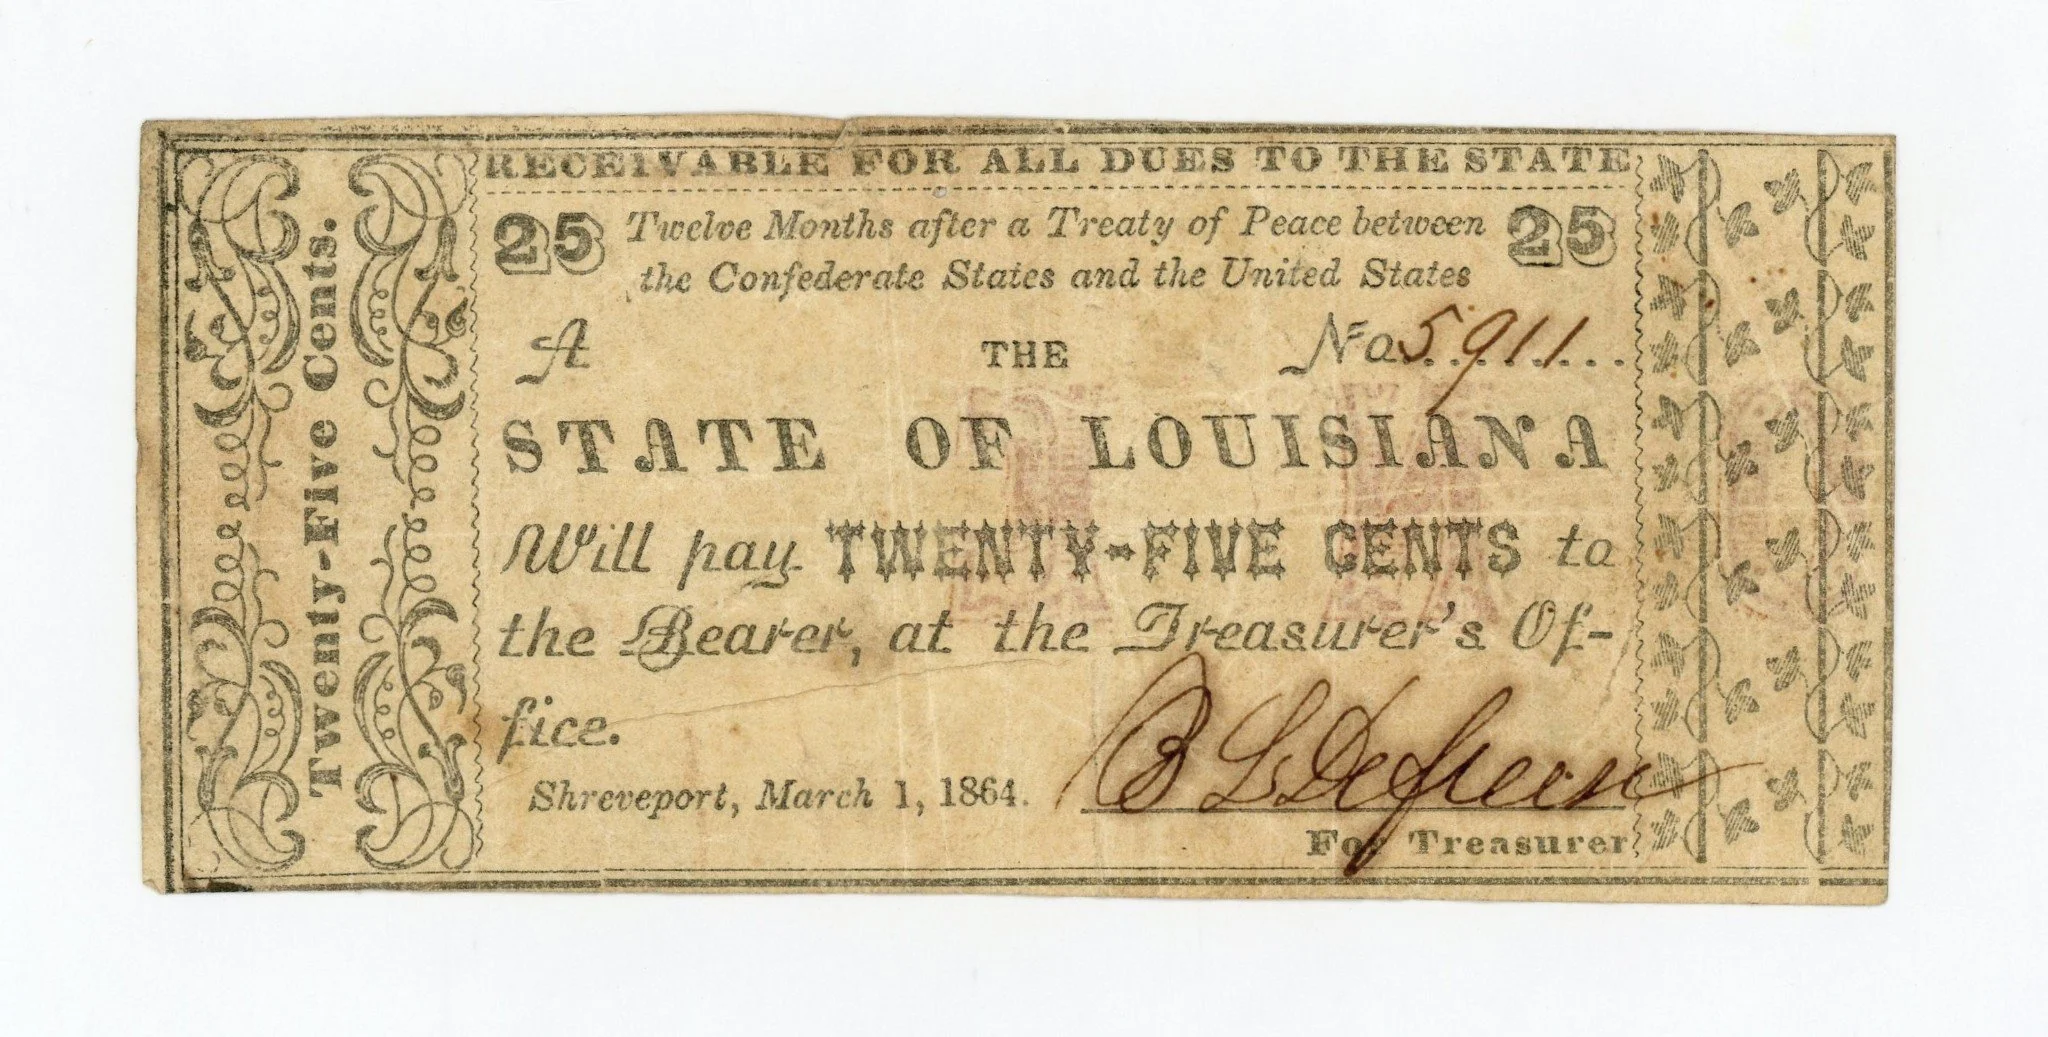 RECEIVABLE FOR ALL DUES TO THE STATE
Twenty-Five Cents.
25 Twelve Months after a Treaty of Peace between 25
the Confederate States and the United States
A THE No. 5911
STATE OF LOUISIANA
Will pay TWENTY-FIVE CENTS to
the Bearer, at the Treasurer's Of-
fice.
Shreveport, March 1, 1864.
B L Defreese
For Treasurer